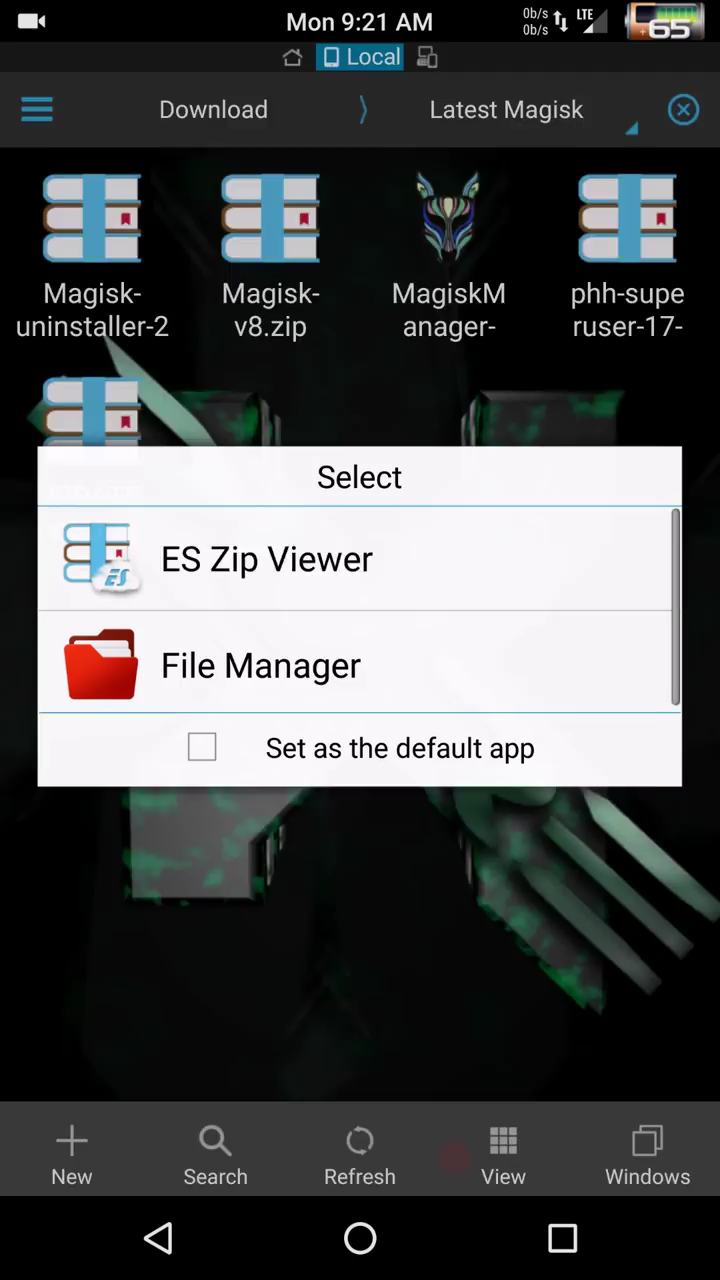 Mon 9:21 AM
0b/s
0b/s
LTE
65
Local
Download
Latest Magisk
Magisk-
uninstaller-2
Magisk-
v8.zip
MagiskM
anager-
phh-supe
ruser-17-
Select
ES Zip Viewer
ES
File Manager
Set as the default app
New
Search
Refresh
View
Windows